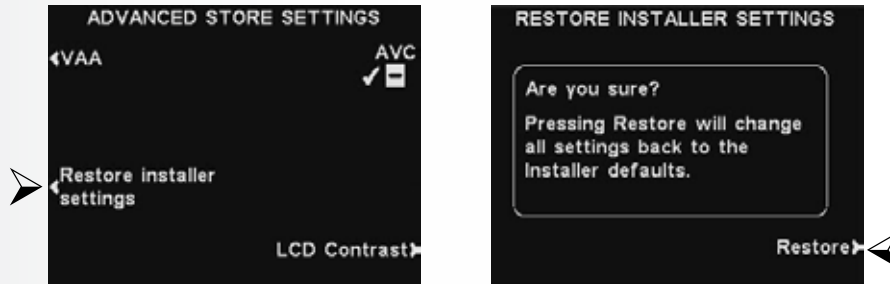 ADVANCED STORE SETTINGS
VAA
AVC
Restore installer
settings
LCD Contrast
RESTORE INSTALLER SETTINGS
Are you sure?
Pressing Restore will change
all settings back to the
Installer defaults.
Restore